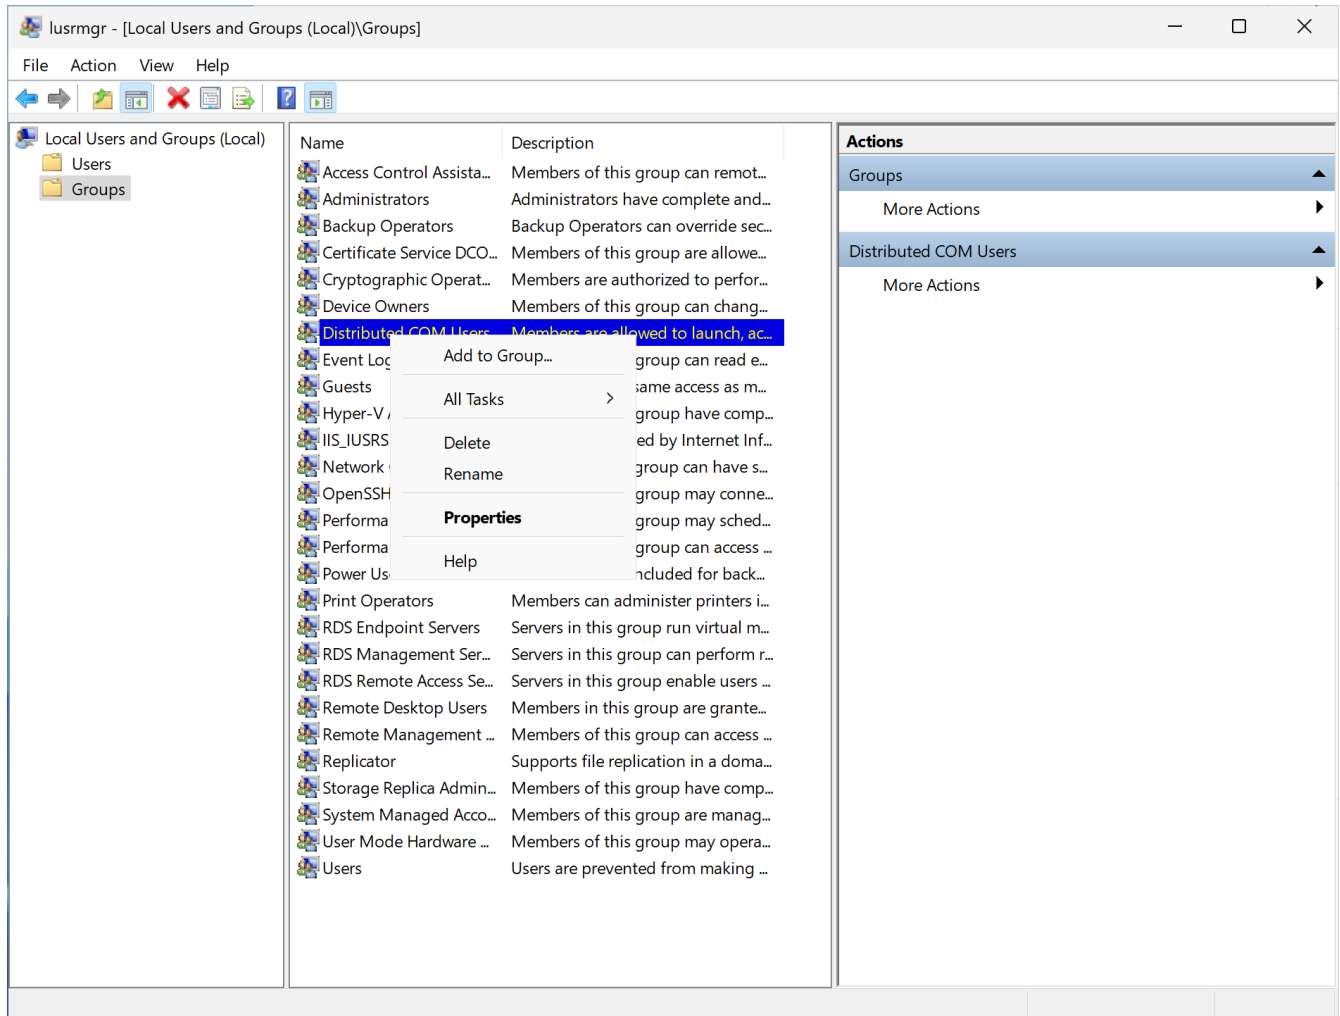 lusrmgr - [Local Users and Groups (Local)\Groups]
File Action View Help
Local Users and Groups (Local)
Users
Groups
Name Description
Access Control Assista... Members of this group can remot...
Administrators Administrators have complete and...
Backup Operators Backup Operators can override sec...
Certificate Service DCO... Members of this group are allowe...
Cryptographic Operat... Members are authorized to perfor...
Device Owners Members of this group can chang...
Distributed COM Users Members are allowed to launch, ac...
Event Log group can read e...
Guests same access as m...
Hyper-V group have comp...
IIS_IUSRS ed by Internet Inf...
Network group can have s...
OpenSSH group may conne...
Performa group may sched...
Performa group can access ...
Power Us ncluded for back...
Print Operators Members can administer printers i...
RDS Endpoint Servers Servers in this group run virtual m...
RDS Management Ser... Servers in this group can perform r...
RDS Remote Access Se... Servers in this group enable users ...
Remote Desktop Users Members in this group are grante...
Remote Management ... Members of this group can access ...
Replicator Supports file replication in a doma...
Storage Replica Admin... Members of this group have comp...
System Managed Acco... Members of this group are manag...
User Mode Hardware ... Members of this group may opera...
Users Users are prevented from making ...
Add to Group...
All Tasks
Delete
Rename
Properties
Help
Actions
Groups
More Actions
Distributed COM Users
More Actions